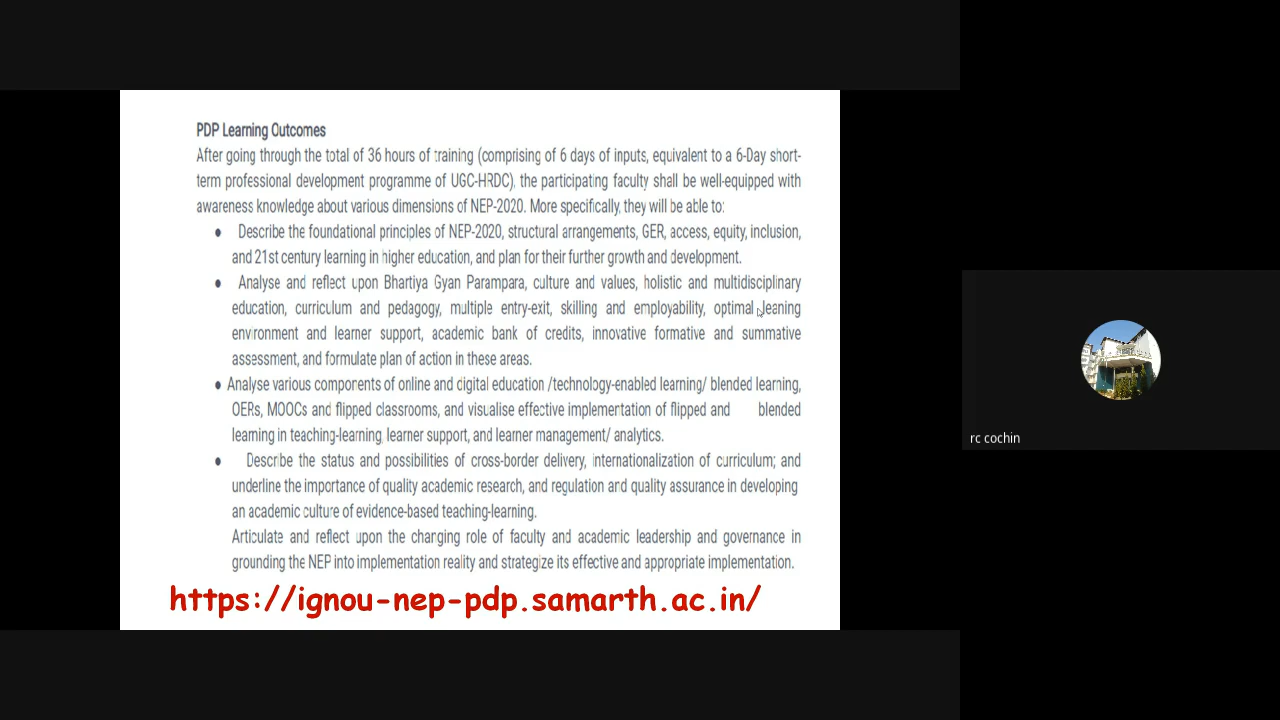 PDP Learning Outcomes
After going through the total of 36 hours of training (comprising of 6 days of inputs, equivalent to a 6-Day short-
term professional development programme of UGC-HRDC), the participating faculty shall be well-equipped with
awareness knowledge about various dimensions of NEP-2020. More specifically, they will be able to:
● Describe the foundational principles of NEP-2020, structural arrangements, GER, access, equity, inclusion,
and 21st century learning in higher education, and plan for their further growth and development.
● Analyse and reflect upon Bhartiya Gyan Parampara, culture and values, holistic and multidisciplinary
education, curriculum and pedagogy, multiple entry-exit, skilling and employability, optimal leaning
environment and learner support, academic bank of credits, innovative formative and summative
assessment, and formulate plan of action in these areas.
● Analyse various components of online and digital education /technology-enabled learning/ blended learning,
OERs, MOOCs and flipped classrooms, and visualise effective implementation of flipped and blended
learning in teaching-learning, learner support, and learner management/ analytics.
● Describe the status and possibilities of cross-border delivery, internationalization of curriculum; and
underline the importance of quality academic research, and regulation and quality assurance in developing
an academic culture of evidence-based teaching-learning.
Articulate and reflect upon the changing role of faculty and academic leadership and governance in
grounding the NEP into implementation reality and strategize its effective and appropriate implementation.
https://ignou-nep-pdp.samarth.ac.in/
rc cochin